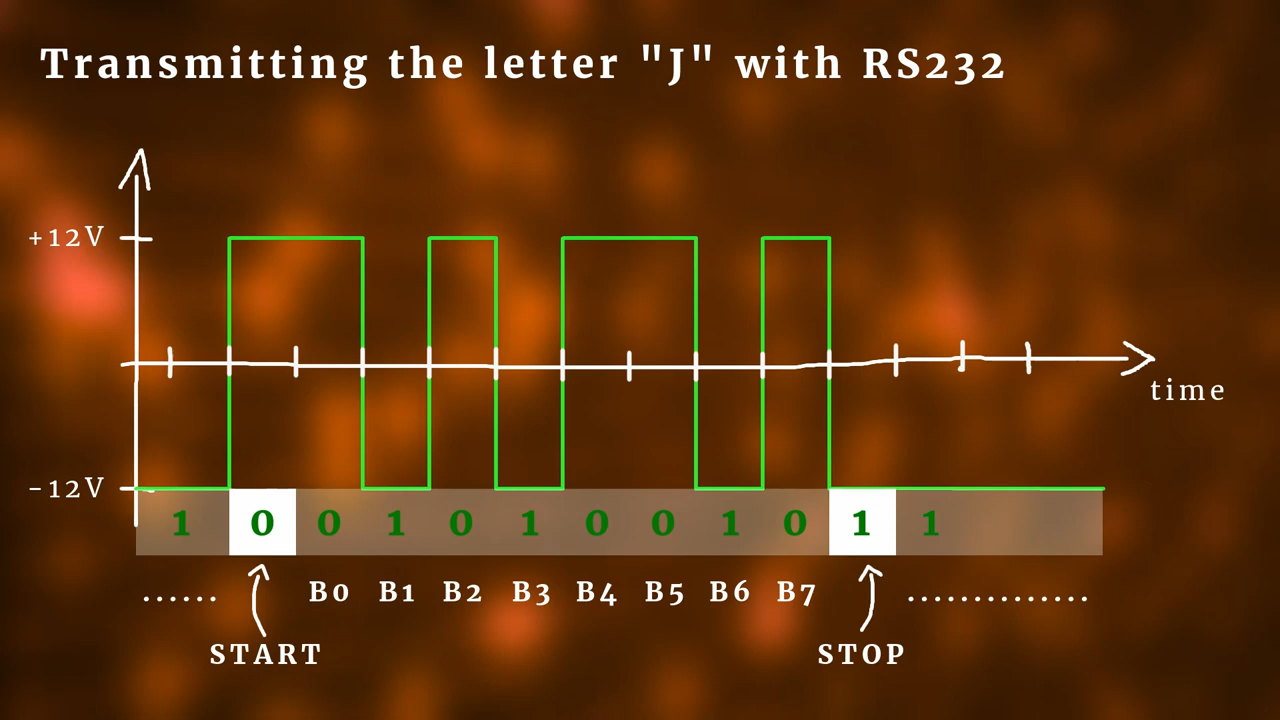 Transmitting the letter "J" with RS232
+12V
time
-12V
1 0 0 1 0 1 0 0 1 0 1 1
...... B0 B1 B2 B3 B4 B5 B6 B7 ..............
START STOP